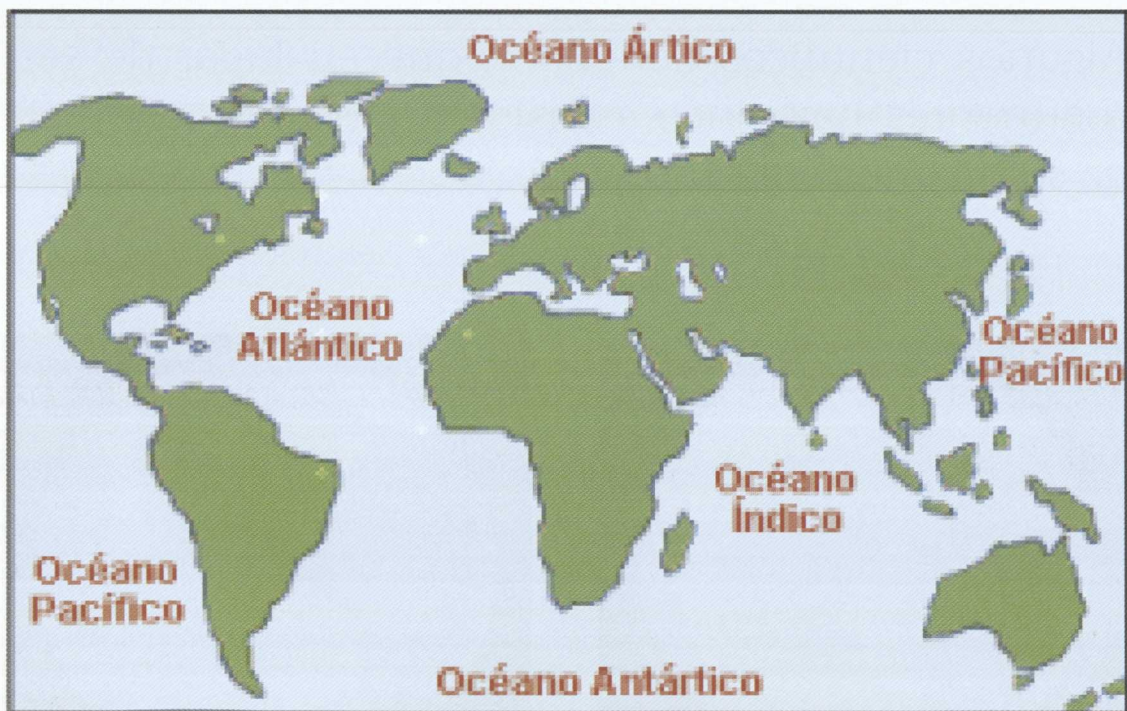 Océano Ártico
Océano
Atlántico
Océano
Pacífico
Océano
Índico
Océano
Pacífico
Océano Antártico